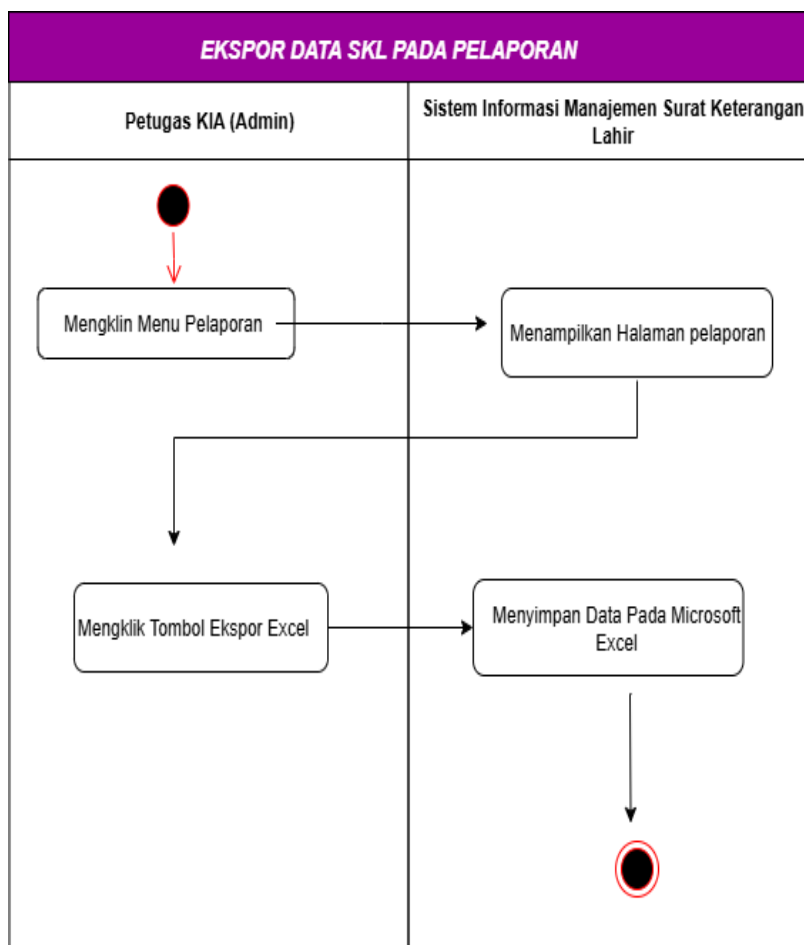 EKSPOR DATA SKL PADA PELAPORAN
Petugas KIA (Admin)
Sistem Informasi Manajemen Surat Keterangan
Lahir
Mengklin Menu Pelaporan
Menampilkan Halaman pelaporan
Mengklik Tombol Ekspor Excel
Menyimpan Data Pada Microsoft
Excel